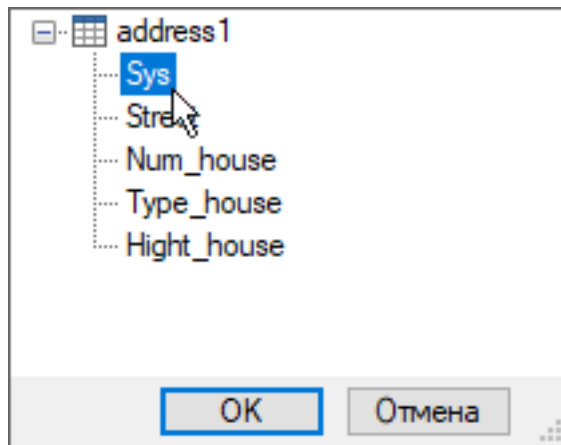 address1
Sys
Num_house
Type_house
Hight_house
OK Отмена